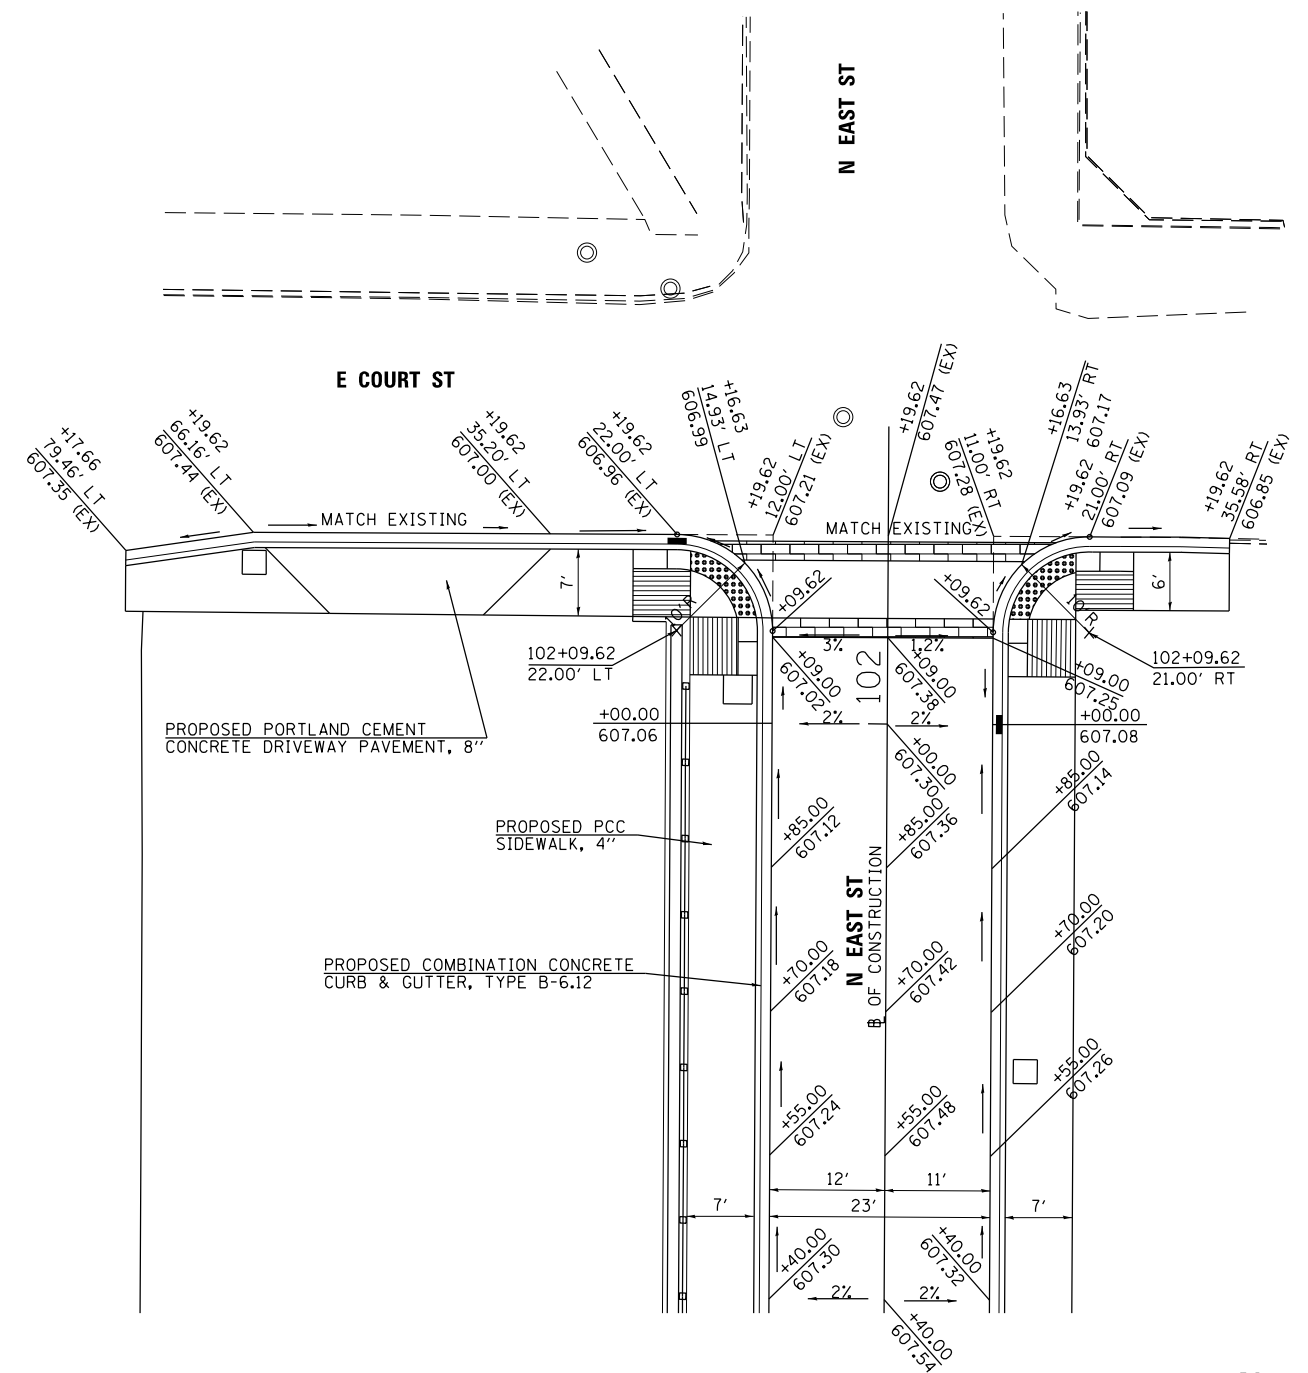 N EAST ST
E COURT ST
+17.66
79.46' LT
607.35 (EX)
+19.62
66.16' LT
607.44 (EX)
+19.62
35.20' LT
607.00 (EX)
+19.62
22.00' LT
606.96 (EX)
+16.63
14.93' LT
606.99
+19.62
12.00' LT
607.21 (EX)
+19.62
607.47 (EX)
+19.62
11.00' RT
607.28 (EX)
+16.63
13.93' RT
607.17
+19.62
21.00' RT
607.09 (EX)
+19.62
35.58' RT
606.85 (EX)
MATCH EXISTING
MATCH EXISTING
7'
6'
10' R
10' R
+09.62
+09.62
102+09.62
22.00' LT
102+09.62
21.00' RT
3%
1.2%
102
+09.00
607.02
+09.00
607.38
+09.00
607.25
+00.00
607.06
2%
2%
+00.00
607.08
+00.00
607.30
PROPOSED PORTLAND CEMENT
CONCRETE DRIVEWAY PAVEMENT, 8"
+85.00
607.12
+85.00
607.36
+85.00
607.14
PROPOSED PCC
SIDEWALK, 4"
N EAST ST
B OF CONSTRUCTION
+70.00
607.18
+70.00
607.42
+70.00
607.20
PROPOSED COMBINATION CONCRETE
CURB & GUTTER, TYPE B-6.12
+55.00
607.24
+55.00
607.48
+55.00
607.26
12'
11'
7'
23'
7'
+40.00
607.30
+40.00
607.32
2%
2%
+40.00
607.54